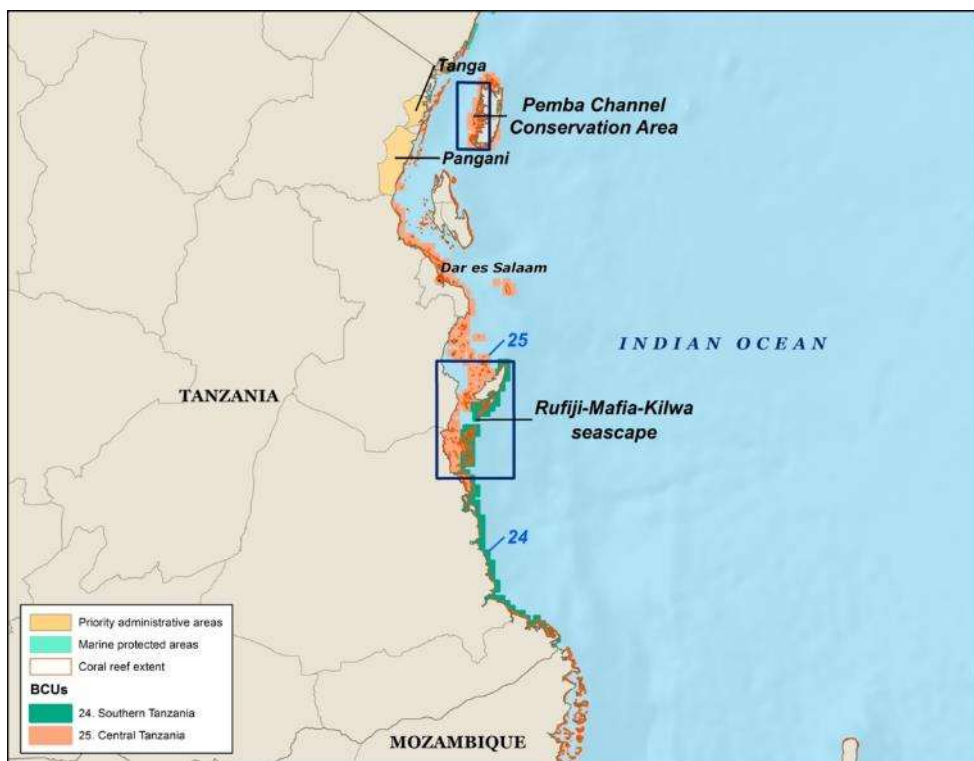 Tanga
Pemba Channel
Conservation Area
Pangani
Dar es Salaam
25
INDIAN OCEAN
TANZANIA
Rufiji-Mafia-Kilwa
seascape
24
Priority administrative areas
Marine protected areas
Coral reef extent
BCUs
24. Southern Tanzania
25. Central Tanzania
MOZAMBIQUE